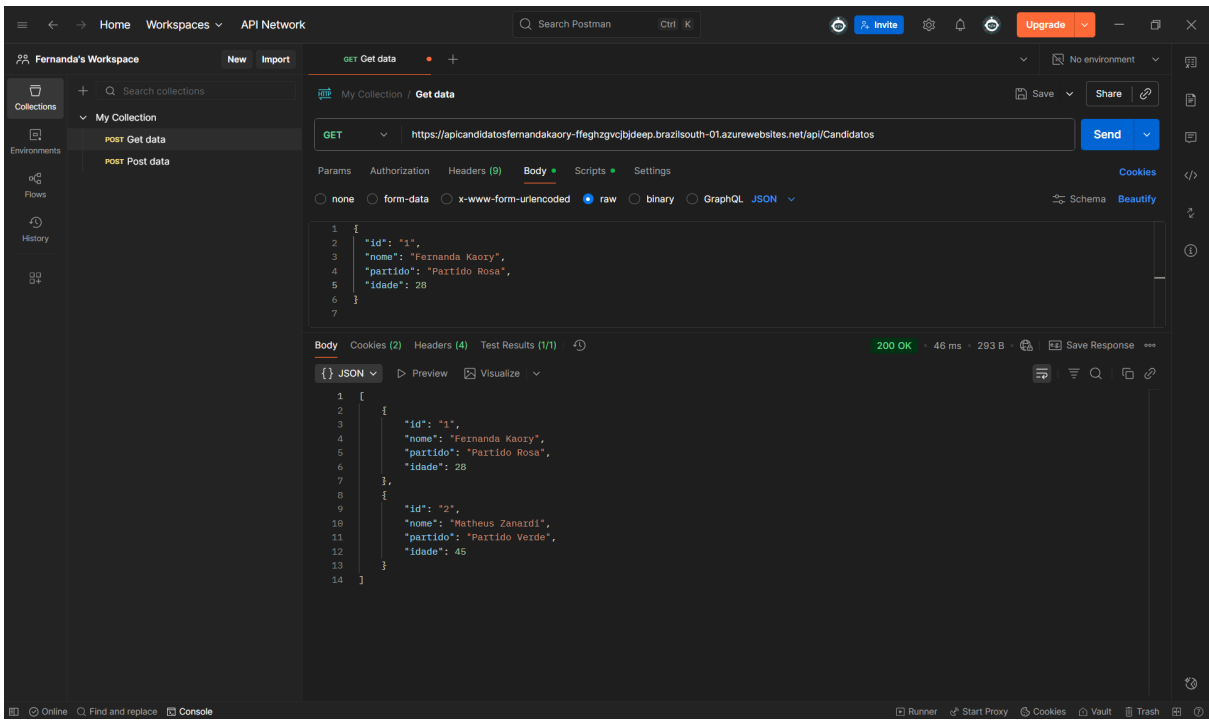 Home Workspaces API Network Search Postman Ctrl K Invite Upgrade
Fernanda's Workspace New Import GET Get data No environment
Collections
Environments
Flows
History
Search collections
My Collection
POST Get data
POST Post data
HTTP My Collection / Get data Save Share
GET https://apicandidatosfernandakaory-ffeghzgvcjbjdeep.brazilsouth-01.azurewebsites.net/api/Candidatos Send
Params Authorization Headers (9) Body Scripts Settings Cookies
none form-data x-www-form-urlencoded raw binary GraphQL JSON Schema Beautify
1 {
2 "id": "1",
3 "nome": "Fernanda Kaory",
4 "partido": "Partido Rosa",
5 "idade": 28
6 }
7
Body Cookies (2) Headers (4) Test Results (1/1) 200 OK 46 ms 293 B Save Response
{} JSON Preview Visualize
1 [
2 {
3 "id": "1",
4 "nome": "Fernanda Kaory",
5 "partido": "Partido Rosa",
6 "idade": 28
7 },
8 {
9 "id": "2",
10 "nome": "Matheus Zanardi",
11 "partido": "Partido Verde",
12 "idade": 45
13 }
14 ]
Online Find and replace Console Runner Start Proxy Cookies Vault Trash